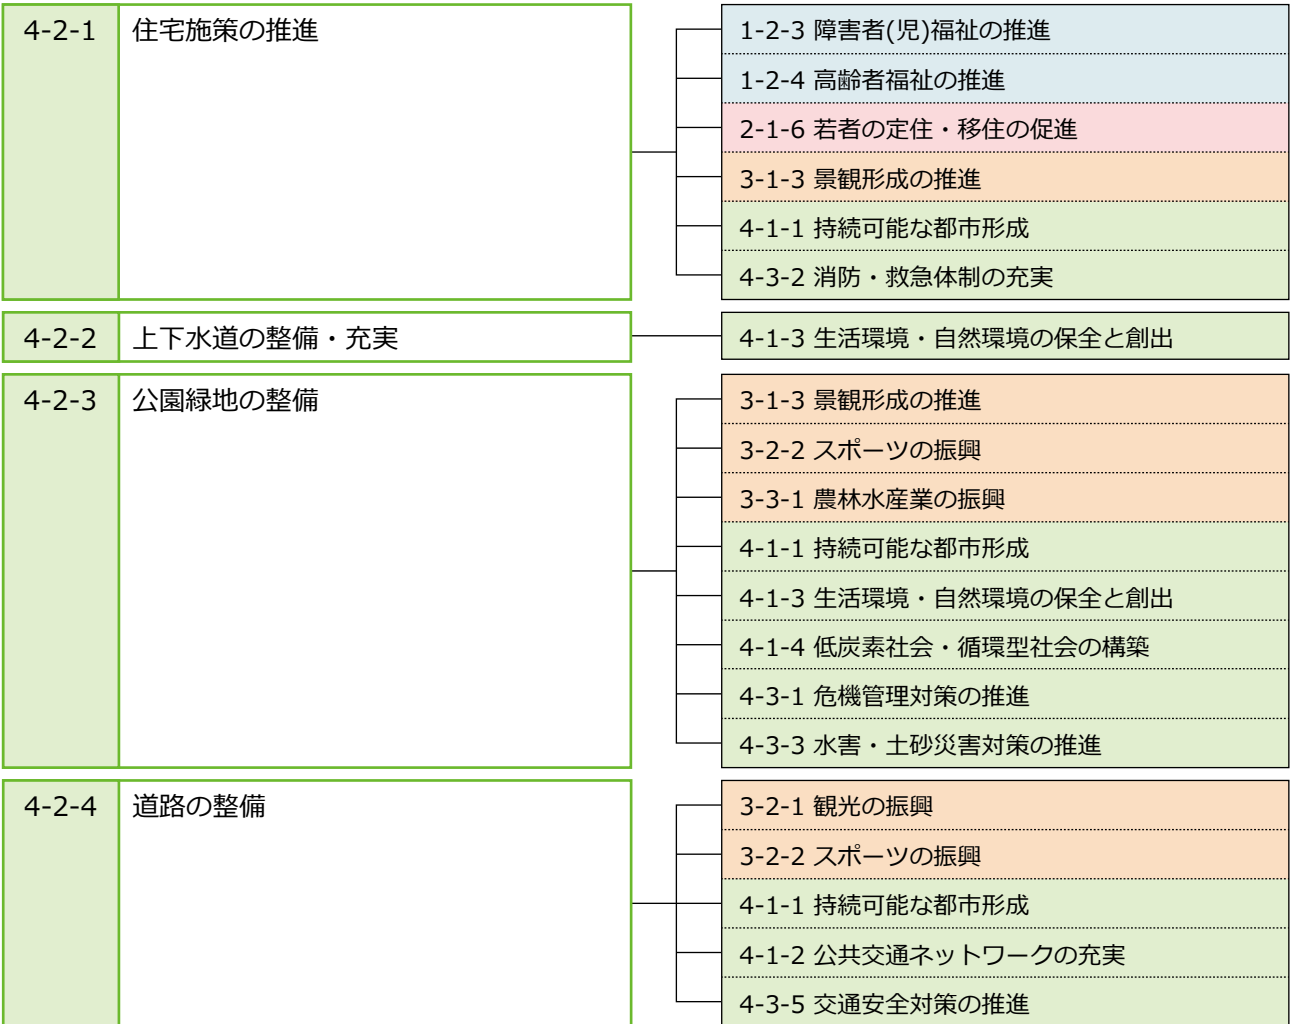 4-2-1 住宅施策の推進
1-2-3 障害者(児)福祉の推進
1-2-4 高齢者福祉の推進
2-1-6 若者の定住・移住の促進
3-1-3 景観形成の推進
4-1-1 持続可能な都市形成
4-3-2 消防・救急体制の充実
4-2-2 上下水道の整備・充実
4-1-3 生活環境・自然環境の保全と創出
4-2-3 公園緑地の整備
3-1-3 景観形成の推進
3-2-2 スポーツの振興
3-3-1 農林水産業の振興
4-1-1 持続可能な都市形成
4-1-3 生活環境・自然環境の保全と創出
4-1-4 低炭素社会・循環型社会の構築
4-3-1 危機管理対策の推進
4-3-3 水害・土砂災害対策の推進
4-2-4 道路の整備
3-2-1 観光の振興
3-2-2 スポーツの振興
4-1-1 持続可能な都市形成
4-1-2 公共交通ネットワークの充実
4-3-5 交通安全対策の推進